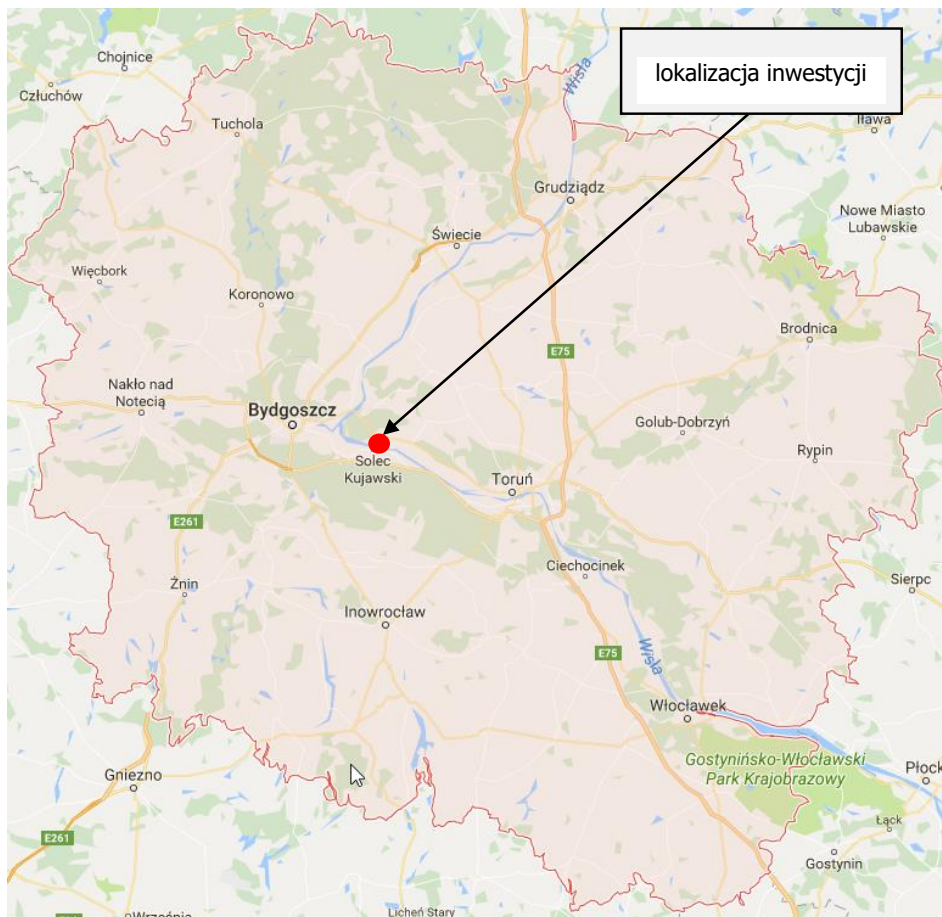 Wisła
lokalizacja inwestycji
Chojnice
Człuchów
Iława
Tuchola
Grudziądz
Nowe Miasto
Lubawskie
Świecie
Więcbork
Koronowo
Brodnica
E75
Nakło nad
Notecią
Bydgoszcz
Golub-Dobrzyń
Rypin
Solec
Kujawski
Toruń
E261
Ciechocinek
Sierpc
Żnin
Inowrocław
E75
Wisła
Włocławek
Gostynińsko-Włocławski
Park Krajobrazowy
Płock
Gniezno
Łąck
E261
Gostynin
Licheń Stary
Września